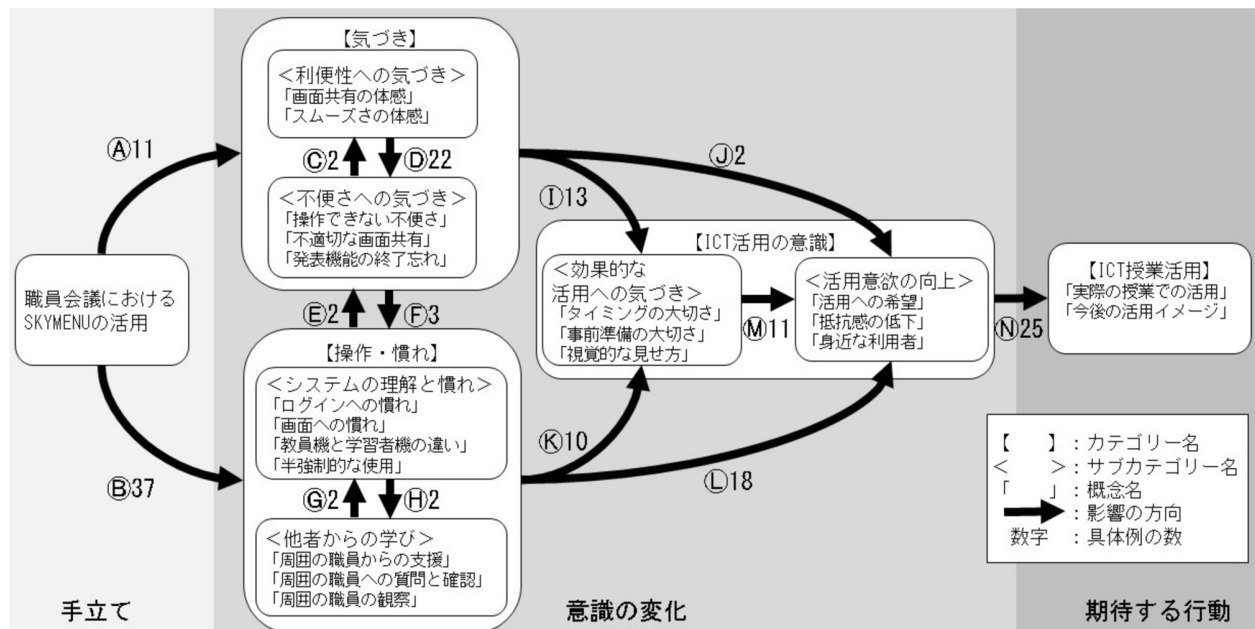 【気づき】
＜利便性への気づき＞
「画面共有の体感」
「スムーズさの体感」
Ⓐ11
Ⓒ2
Ⓓ22
Ⓙ2
Ⓘ13
＜不便さへの気づき＞
「操作できない不便さ」
「不適切な画面共有」
「発表機能の終了忘れ」
職員会議における
SKYMENUの活用
【ICT活用の意識】
＜効果的な
活用への気づき＞
「タイミングの大切さ」
「事前準備の大切さ」
「視覚的な見せ方」
Ⓜ11
＜活用意欲の向上＞
「活用への希望」
「抵抗感の低下」
「身近な利用者」
Ⓝ25
【ICT授業活用】
「実際の授業での活用」
「今後の活用イメージ」
Ⓔ2
Ⓕ3
【操作・慣れ】
＜システムの理解と慣れ＞
「ログインへの慣れ」
「画面への慣れ」
「教員機と学習者機の違い」
「半強制的な使用」
Ⓑ37
Ⓖ2
Ⓗ2
Ⓚ10
Ⓛ18
＜他者からの学び＞
「周囲の職員からの支援」
「周囲の職員への質問と確認」
「周囲の職員の観察」
【　】：カテゴリー名
＜　＞：サブカテゴリー名
「　」：概念名
：影響の方向
数字：具体例の数
手立て
意識の変化
期待する行動